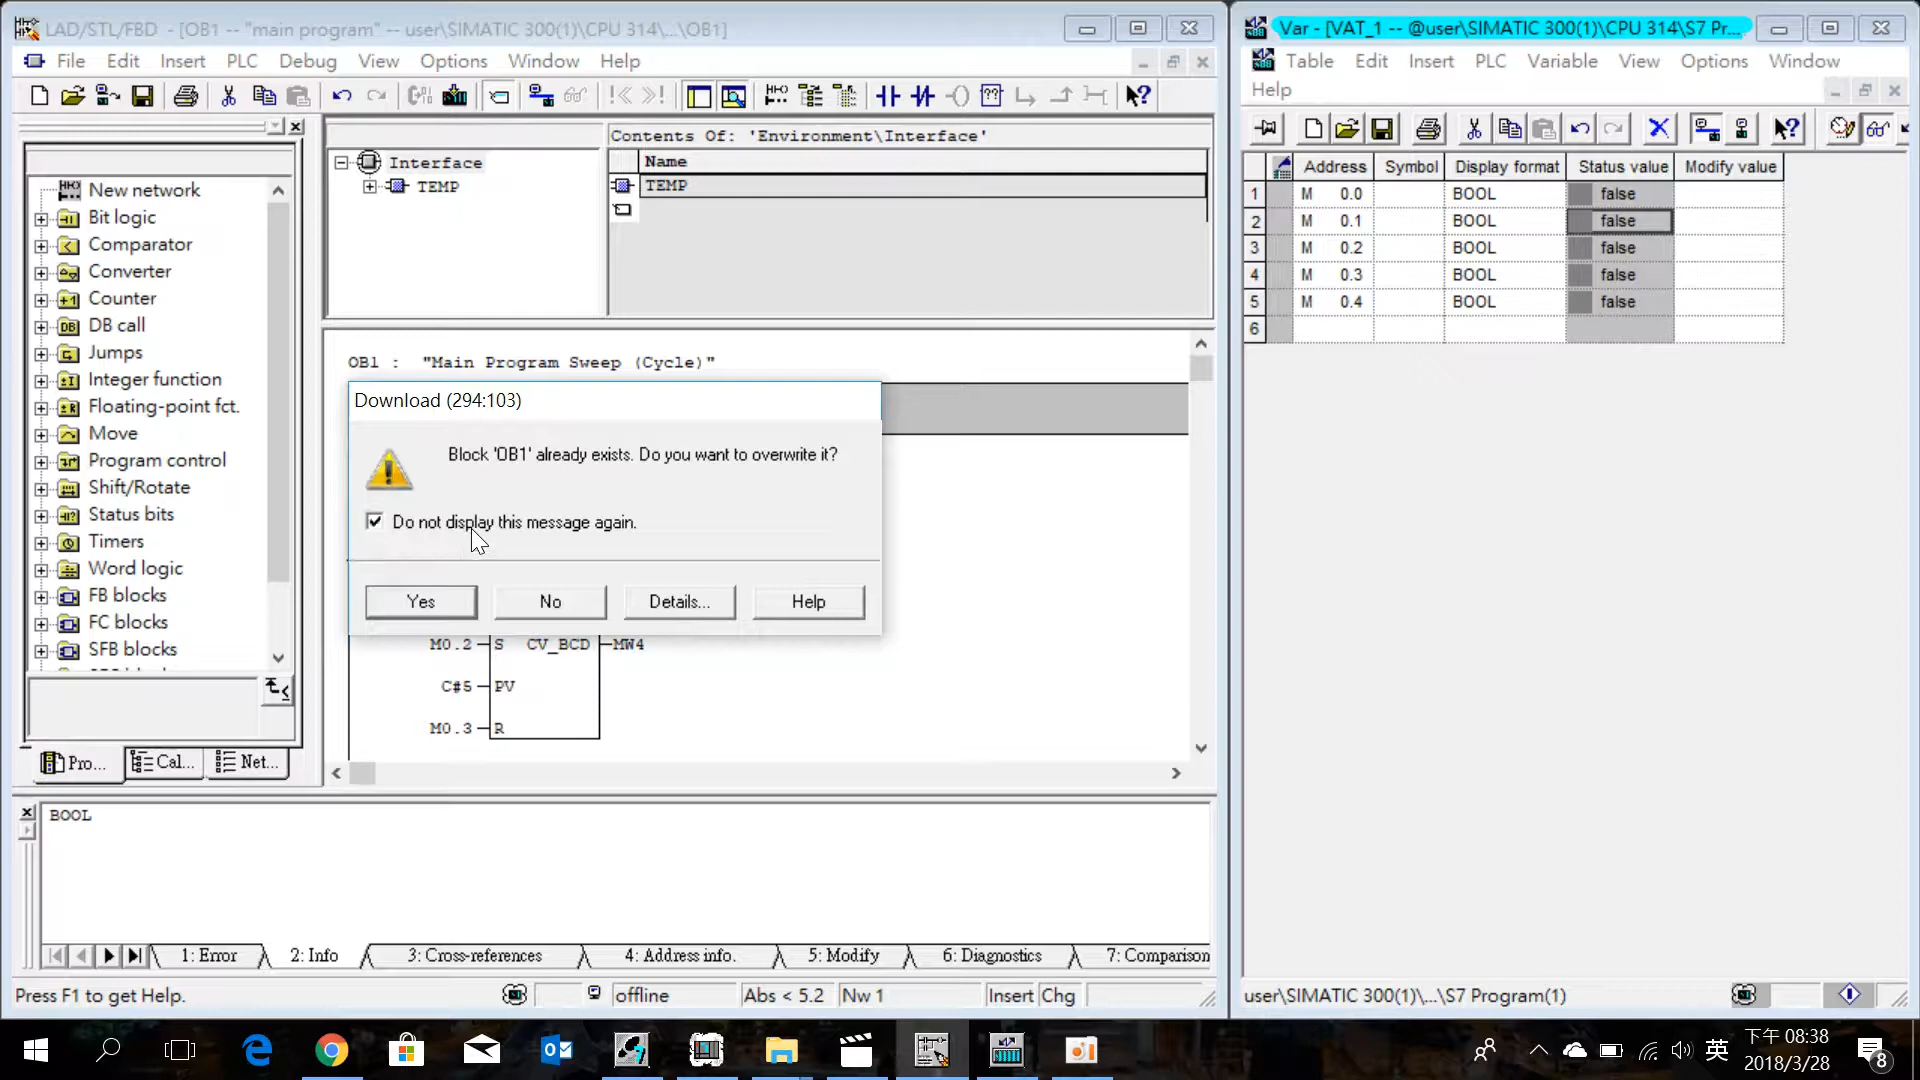 LAD/STL/FBD - [OB1 -- "main program" -- user\SIMATIC 300(1)\CPU 314\...\OB1]
File Edit Insert PLC Debug View Options Window Help
New network
Bit logic
Comparator
Converter
Counter
DB call
Jumps
Integer function
Floating-point fct.
Move
Program control
Shift/Rotate
Status bits
Timers
Word logic
FB blocks
FC blocks
SFB blocks
Pro... Cal... Net...
Interface
TEMP
Contents Of: 'Environment\Interface'
Name
TEMP
OB1 : "Main Program Sweep (Cycle)"
Download (294:103)
Block 'OB1' already exists. Do you want to overwrite it?
Do not display this message again.
Yes No Details... Help
M0.2 S CV_BCD MW4
C#5 PV
M0.3 R
BOOL
1: Error 2: Info 3: Cross-references 4: Address info. 5: Modify 6: Diagnostics 7: Comparison
Press F1 to get Help. offline Abs < 5.2 Nw 1 Insert Chg
Var - [VAT_1 -- @user\SIMATIC 300(1)\CPU 314\S7 Pr...
Table Edit Insert PLC Variable View Options Window
Help
Address Symbol Display format Status value Modify value
1 M 0.0 BOOL false
2 M 0.1 BOOL false
3 M 0.2 BOOL false
4 M 0.3 BOOL false
5 M 0.4 BOOL false
6
user\SIMATIC 300(1)\...\S7 Program(1)
英
下午 08:38
2018/3/28
8